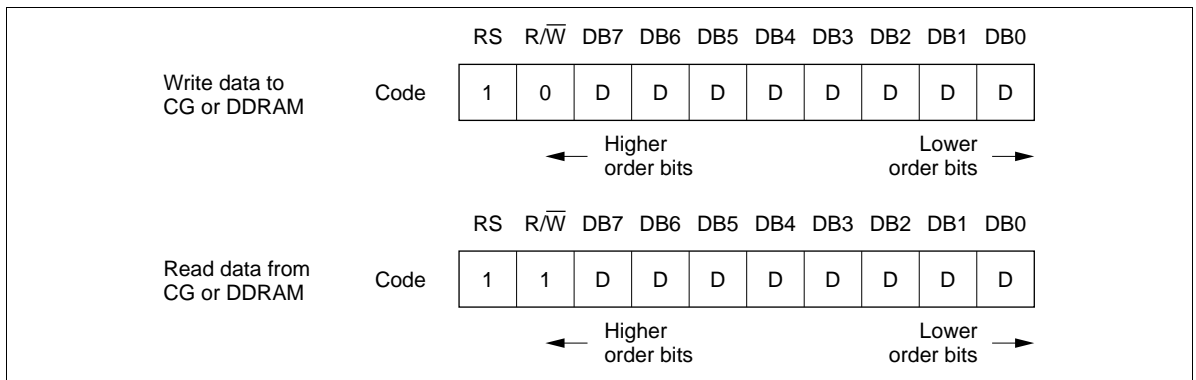 RS R/W̅ DB7 DB6 DB5 DB4 DB3 DB2 DB1 DB0
Write data to
CG or DDRAM
Code 1 0 D D D D D D D D
Higher
order bits
Lower
order bits
RS R/W̅ DB7 DB6 DB5 DB4 DB3 DB2 DB1 DB0
Read data from
CG or DDRAM
Code 1 1 D D D D D D D D
Higher
order bits
Lower
order bits